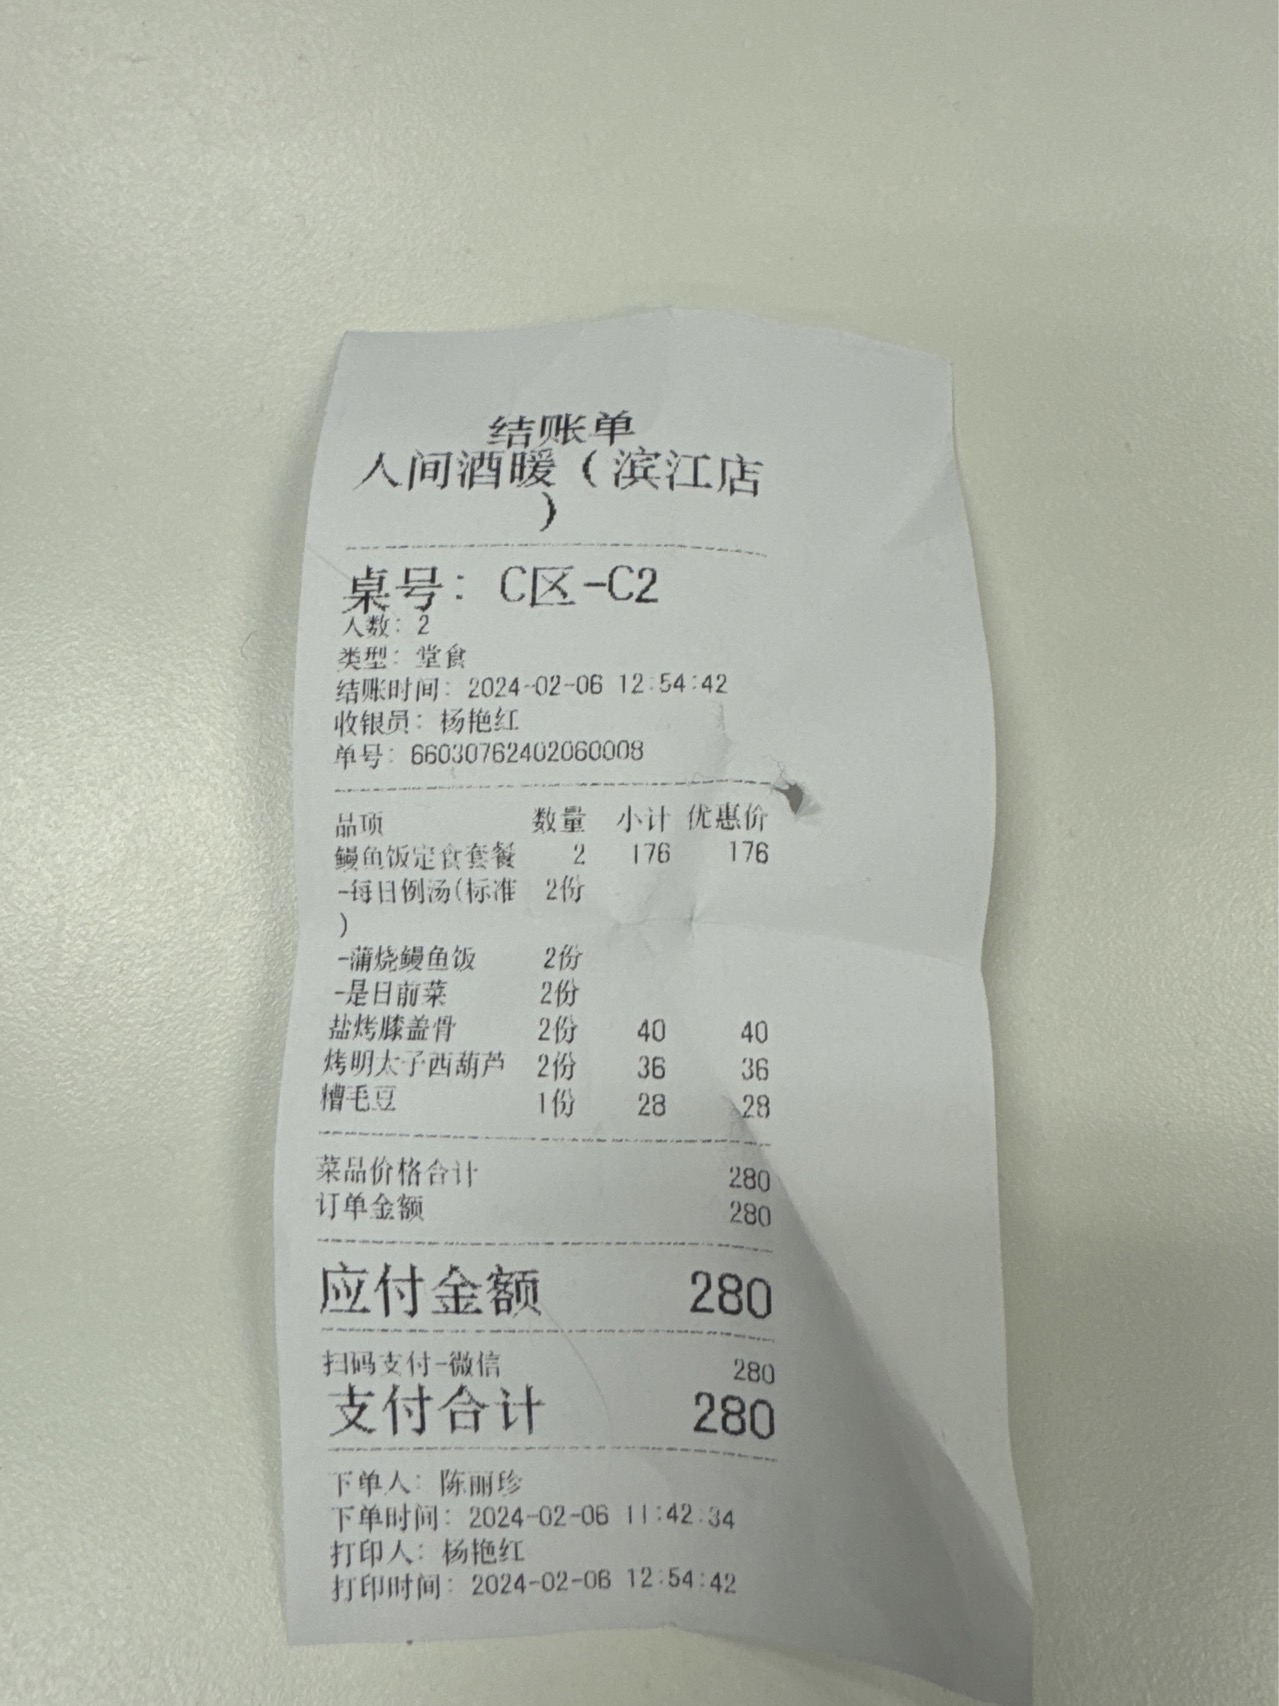 结账单
人间酒暖（滨江店
）
桌号：C区-C2
人数：2
类型：堂食
结账时间：2024-02-06 12:54:42
收银员：杨艳红
单号：66030762402060008
品项 数量 小计 优惠价
鳗鱼饭定食套餐 2 176 176
-每日例汤(标准 2份
)
-蒲烧鳗鱼饭 2份
-是日前菜 2份
盐烤膝盖骨 2份 40 40
烤明太子西葫芦 2份 36 36
糟毛豆 1份 28 28
菜品价格合计 280
订单金额 280
应付金额 280
扫码支付-微信 280
支付合计 280
下单人：陈丽珍
下单时间：2024-02-06 11:42:34
打印人：杨艳红
打印时间：2024-02-06 12:54:42